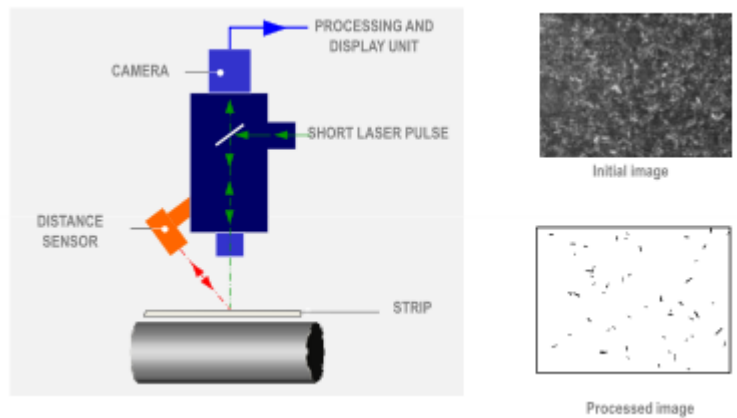 PROCESSING AND
DISPLAY UNIT
CAMERA
SHORT LASER PULSE
DISTANCE
SENSOR
STRIP
Initial image
Processed image